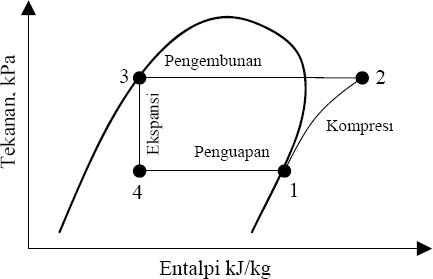 Tekanan, kPa
3
Pengembunan
2
Ekspansi
Kompresi
Penguapan
4
1
Entalpi kJ/kg